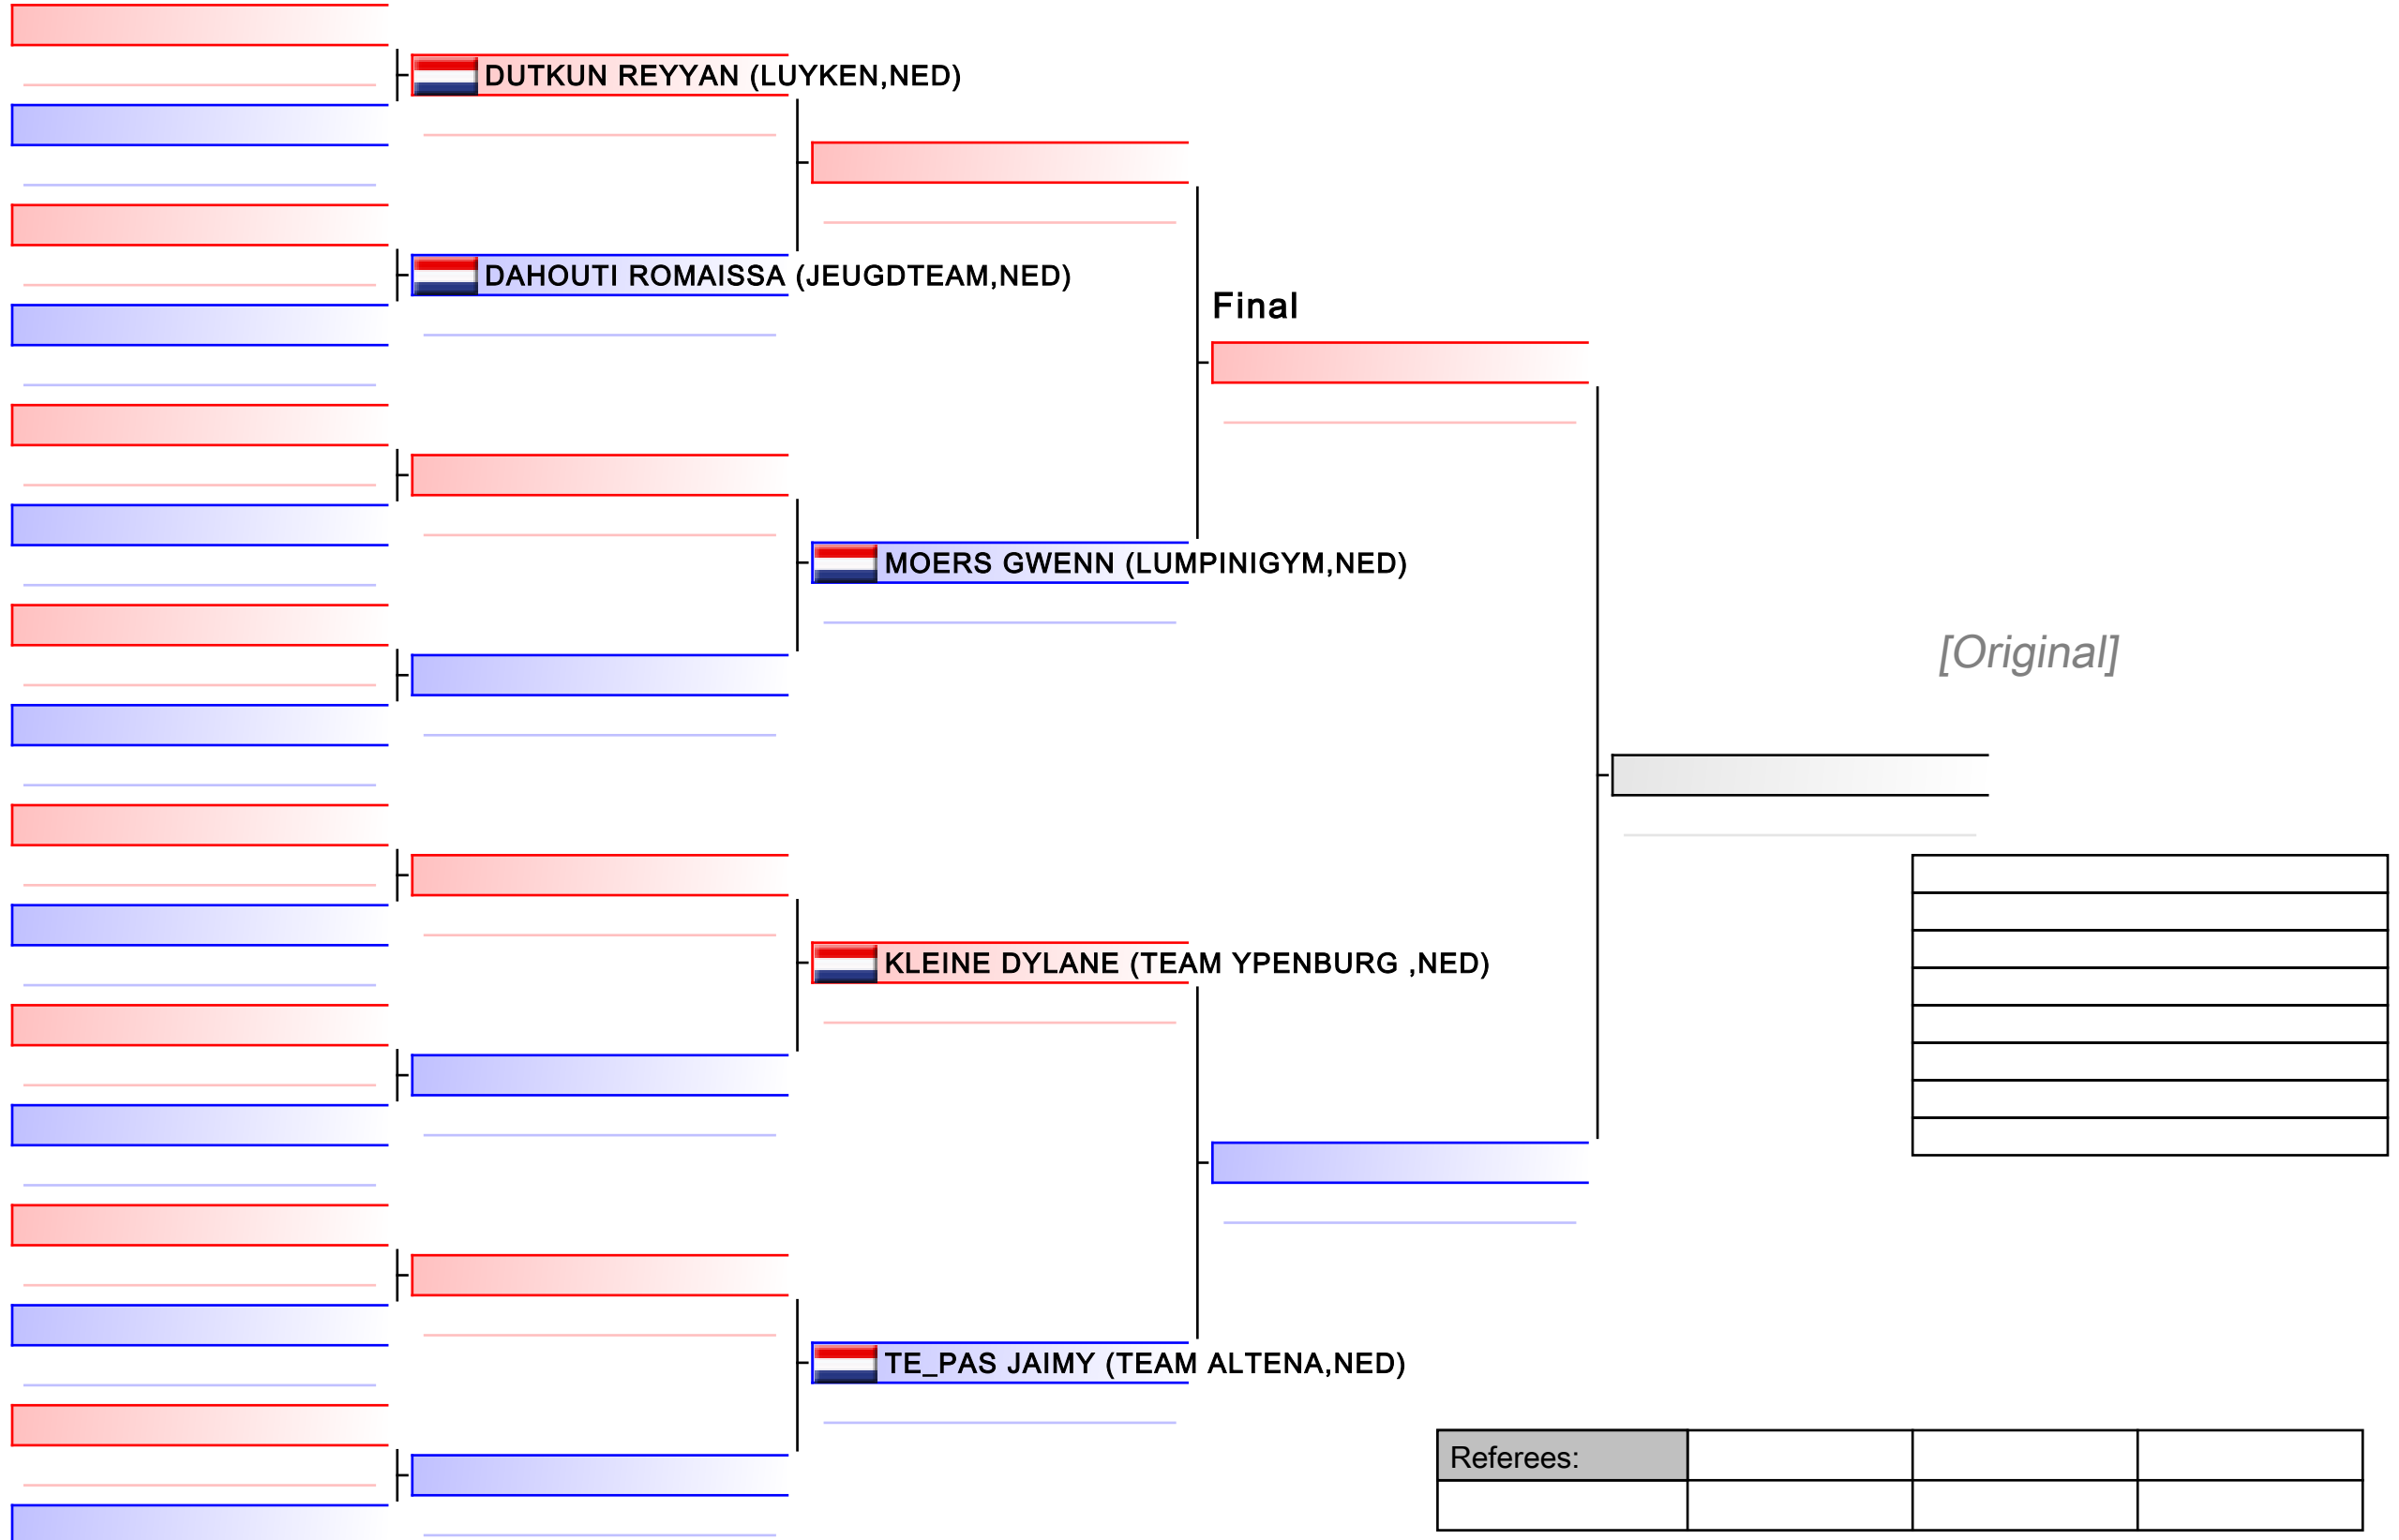 DUTKUN REYYAN (LUYKEN,NED)
DAHOUTI ROMAISSA (JEUGDTEAM,NED)
Final
MOERS GWENN (LUMPINIGYM,NED)
[Original]
KLEINE DYLANE (TEAM YPENBURG ,NED)
TE_PAS JAIMY (TEAM ALTENA,NED)
Referees: